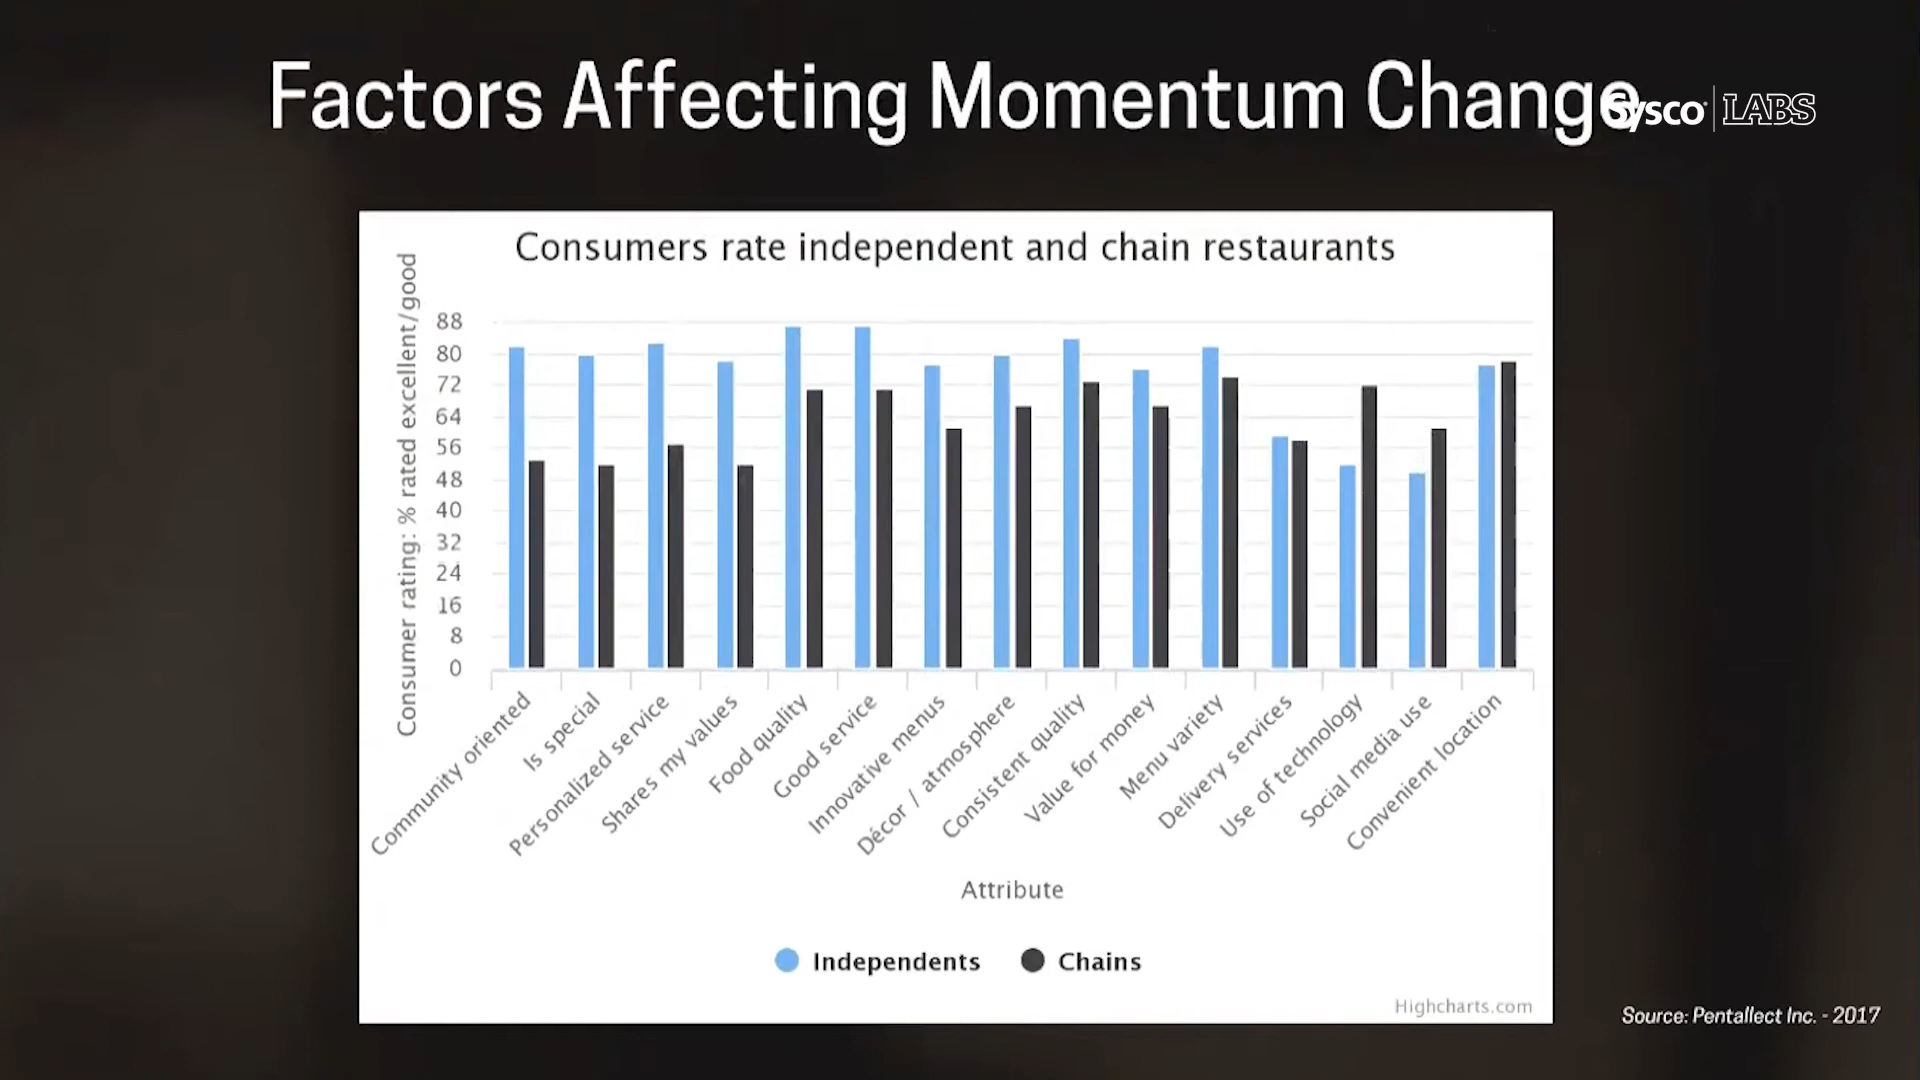 Factors Affecting Momentum Change
Sysco LABS
Consumers rate independent and chain restaurants
Consumer rating: % rated excellent/good
88
80
72
64
56
48
40
32
24
16
8
0
Community oriented
Is special
Personalized service
Shares my values
Food quality
Good service
Innovative menus
Décor / atmosphere
Consistent quality
Value for money
Menu variety
Delivery services
Use of technology
Social media use
Convenient location
Attribute
Independents
Chains
Highcharts.com
Source: Pentallect Inc. - 2017